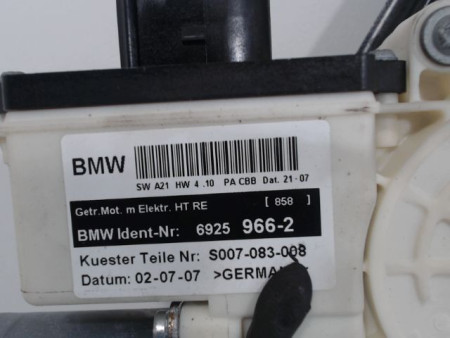 BMW
SW A21 HW 4.10 PA CBB Dat. 21-07
Getr.Mot. m Elektr. HT RE [ 858 ]
BMW Ident-Nr: 6925 966-2
Kuester Teile Nr: S007-083-008
Datum: 02-07-07 >GERMA